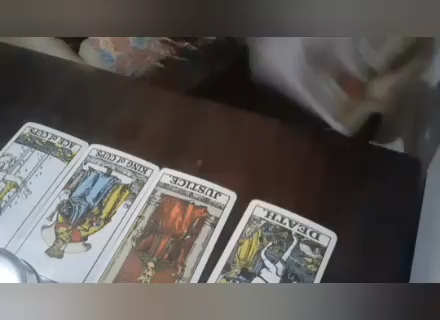 ACE of CUPS.
KING of CUPS.
JUSTICE.
DEATH.